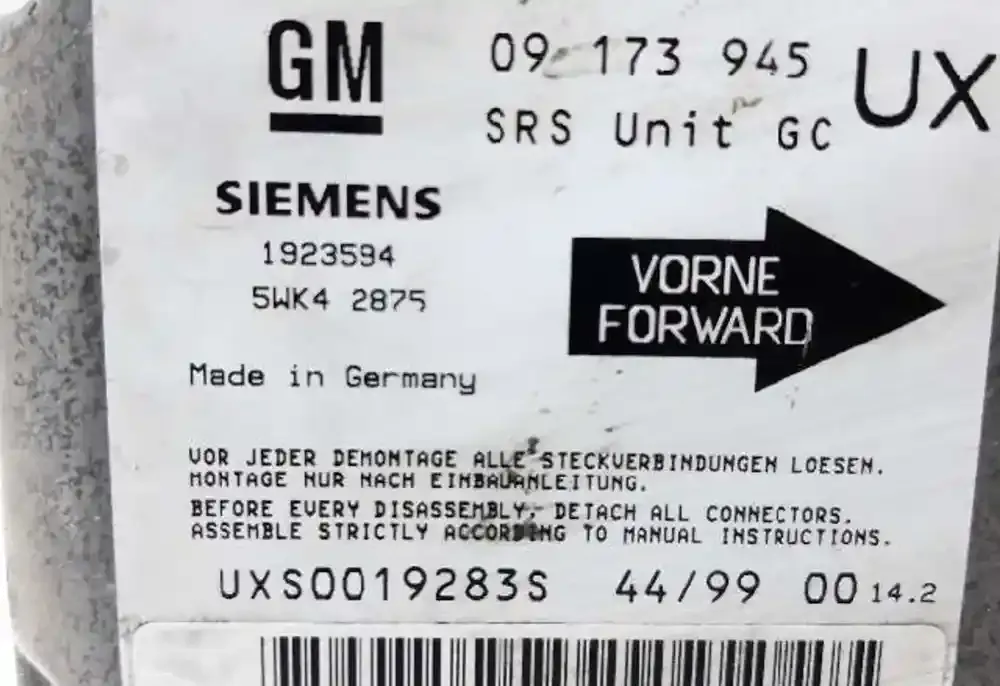 GM 09 173 945 UX
SRS Unit GC
SIEMENS
1923594
5WK4 2875
VORNE
FORWARD
Made in Germany
VOR JEDER DEMONTAGE ALLE STECKVERBINDUNGEN LOESEN.
MONTAGE NUR NACH EINBAUANLEITUNG.
BEFORE EVERY DISASSEMBLY, DETACH ALL CONNECTORS.
ASSEMBLE STRICTLY ACCORDING TO MANUAL INSTRUCTIONS.
UXS0019283S 44/99 00 14.2